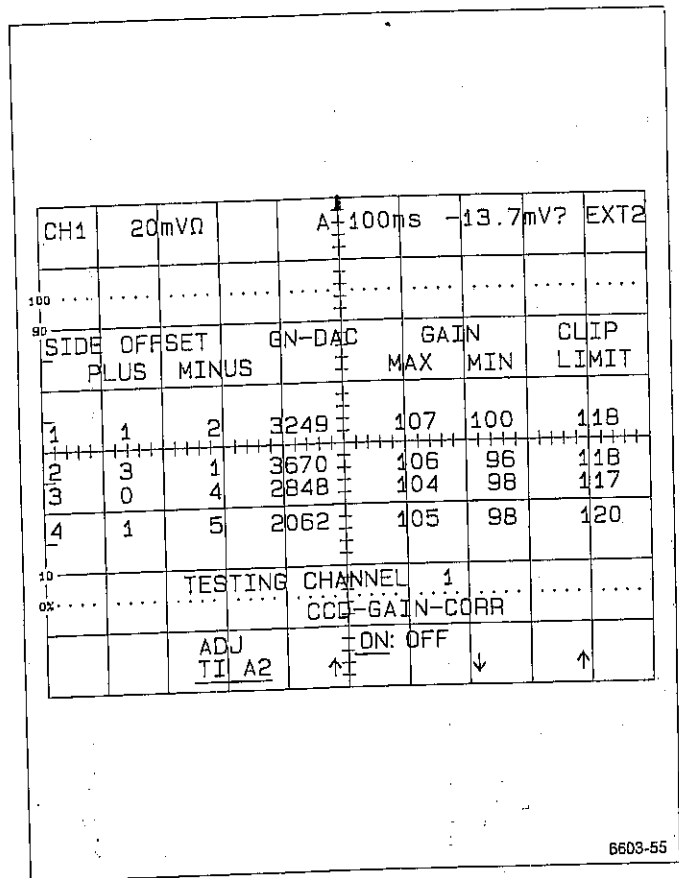 CH1 20mVΩ A 100ms -13.7mV? EXT2
100
90
SIDE OFFSET GN-DAC GAIN CLIP
PLUS MINUS MAX MIN LIMIT
1 1 2 3249 107 100 118
2 3 1 3670 106 96 118
3 0 4 2848 104 98 117
4 1 5 2062 105 98 120
10
TESTING CHANNEL 1
0%
CCD-GAIN-CORR
ADJ ON: OFF
TI A2 ↑ ↓ ↑
6603-55